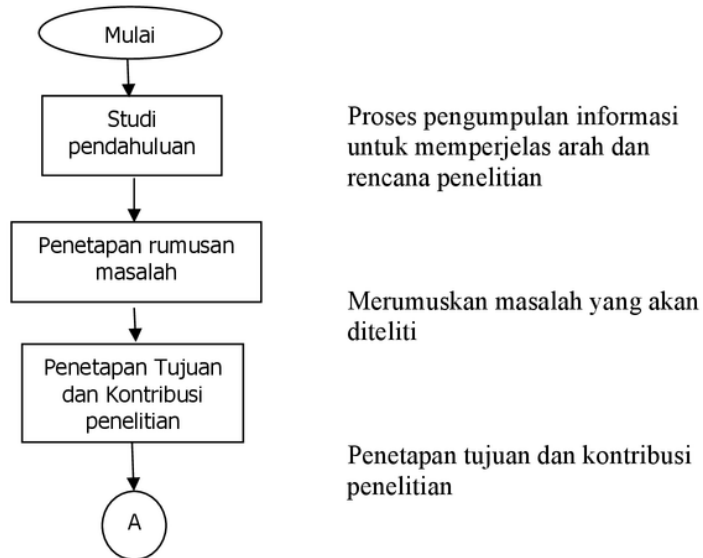 Mulai
Studi
pendahuluan
Proses pengumpulan informasi
untuk memperjelas arah dan
rencana penelitian
Penetapan rumusan
masalah
Merumuskan masalah yang akan
diteliti
Penetapan Tujuan
dan Kontribusi
penelitian
Penetapan tujuan dan kontribusi
penelitian
A